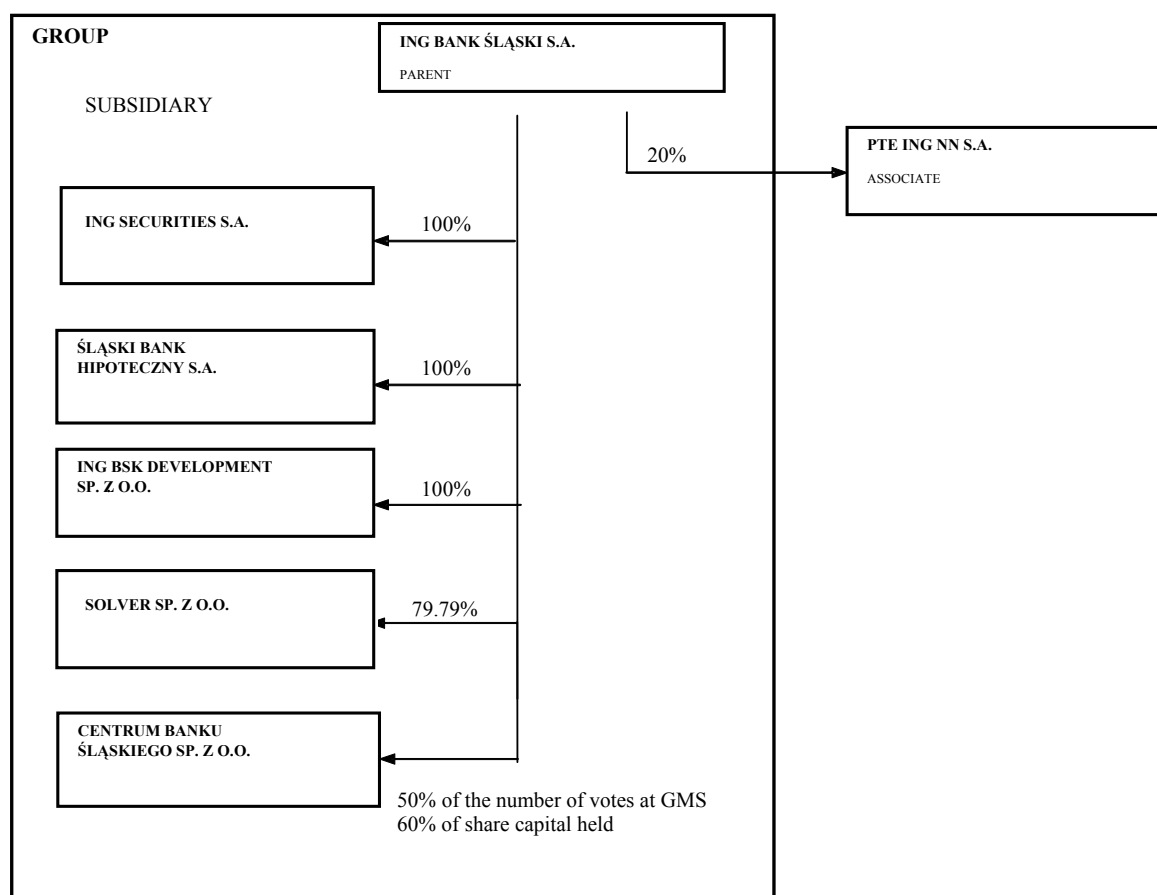 GROUP
ING BANK ŚLĄSKI S.A.
PARENT
SUBSIDIARY
20%
PTE ING NN S.A.
ASSOCIATE
ING SECURITIES S.A.
100%
ŚLĄSKI BANK
HIPOTECZNY S.A.
100%
ING BSK DEVELOPMENT
SP. Z O.O.
100%
SOLVER SP. Z O.O.
79.79%
CENTRUM BANKU
ŚLĄSKIEGO SP. Z O.O.
50% of the number of votes at GMS
60% of share capital held